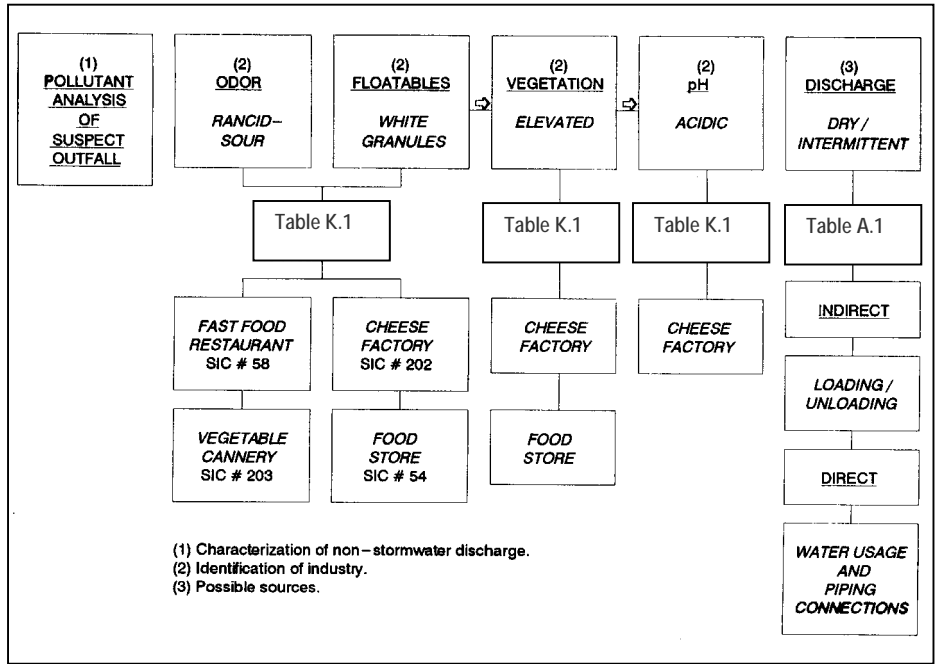 (1)
POLLUTANT
ANALYSIS
OF
SUSPECT
OUTFALL
(2)
ODOR
RANCID–
SOUR
(2)
FLOATABLES
WHITE
GRANULES
(2)
VEGETATION
ELEVATED
(2)
pH
ACIDIC
(3)
DISCHARGE
DRY /
INTERMITTENT
Table K.1
Table K.1
Table K.1
Table A.1
FAST FOOD
RESTAURANT
SIC # 58
CHEESE
FACTORY
SIC # 202
CHEESE
FACTORY
CHEESE
FACTORY
INDIRECT
LOADING /
UNLOADING
VEGETABLE
CANNERY
SIC # 203
FOOD
STORE
SIC # 54
FOOD
STORE
DIRECT
WATER USAGE
AND
PIPING
CONNECTIONS
(1) Characterization of non–stormwater discharge.
(2) Identification of industry.
(3) Possible sources.